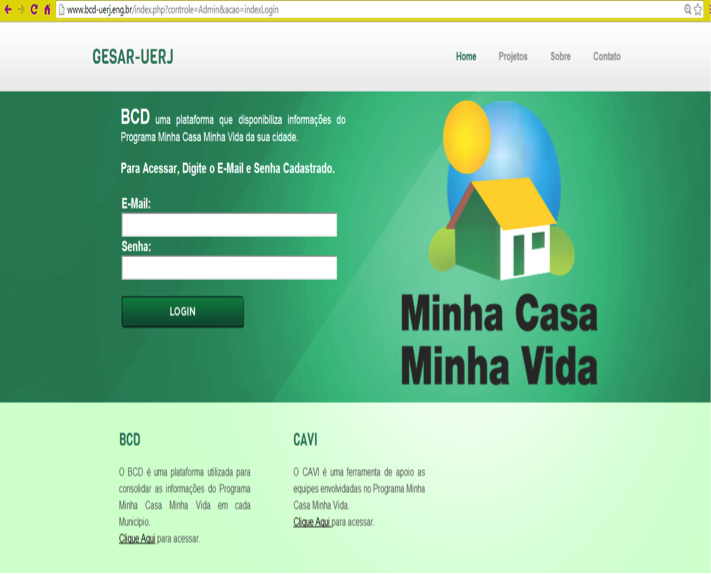 www.bcd-uerj.eng.br/index.php?controle=Admin&acao=indexLogin
GESAR-UERJ
Home Projetos Sobre Contato
BCD uma plataforma que disponibiliza informações do
Programa Minha Casa Minha Vida da sua cidade.
Para Acessar, Digite o E-Mail e Senha Cadastrado.
E-Mail:
Senha:
LOGIN
Minha Casa
Minha Vida
BCD
O BCD é uma plataforma utilizada para
consolidar as informações do Programa
Minha Casa Minha Vida em cada
Município.
Clique Aqui para acessar.
CAVI
O CAVI é uma ferramenta de apoio as
equipes envolvidadas no Programa Minha
Casa Minha Vida.
Clique Aqui para acessar.